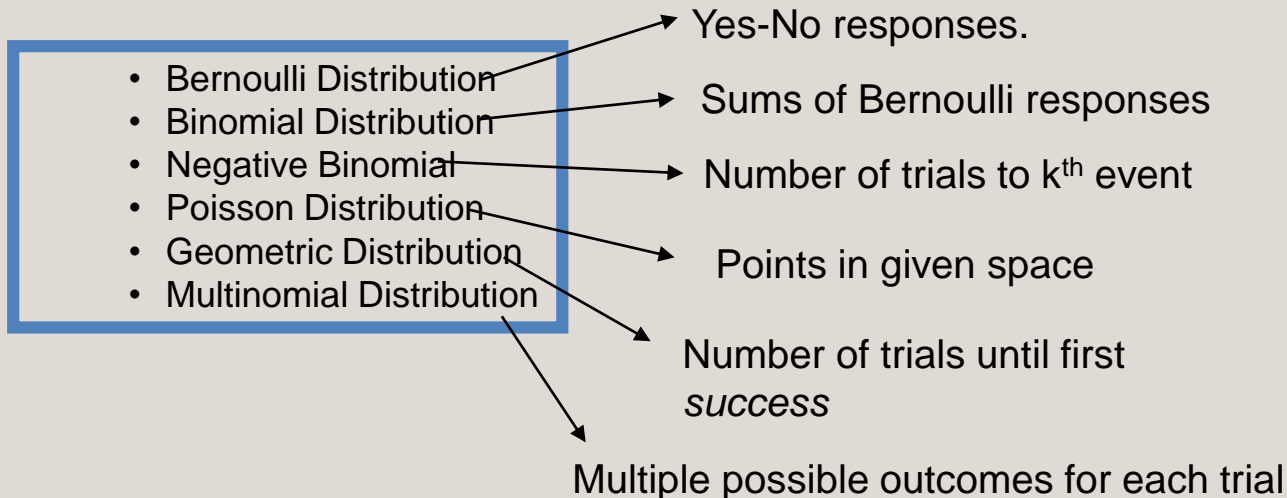 • Bernoulli Distribution
• Binomial Distribution
• Negative Binomial
• Poisson Distribution
• Geometric Distribution
• Multinomial Distribution
Yes-No responses.
Sums of Bernoulli responses
Number of trials to kth event
Points in given space
Number of trials until first
success
Multiple possible outcomes for each trial